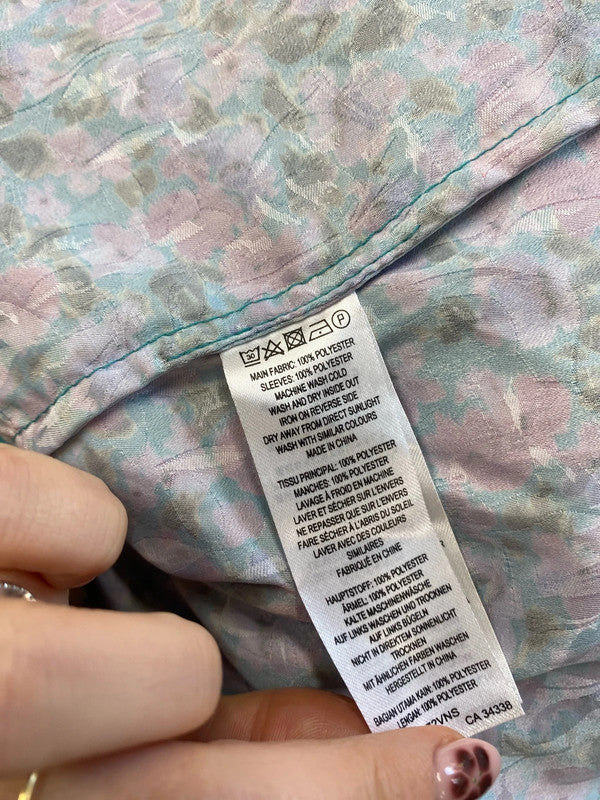 30 P
MAIN FABRIC: 100% POLYESTER
SLEEVES: 100% POLYESTER
MACHINE WASH COLD
WASH AND DRY INSIDE OUT
IRON ON REVERSE SIDE
DRY AWAY FROM DIRECT SUNLIGHT
WASH WITH SIMILAR COLOURS
MADE IN CHINA
TISSU PRINCIPAL: 100% POLYESTER
MANCHES: 100% POLYESTER
LAVAGE À FROID EN MACHINE
LAVER ET SÉCHER SUR L'ENVERS
NE REPASSER QUE SUR L'ENVERS
FAIRE SÉCHER À L'ABRIS DU SOLEIL
LAVER AVEC DES COULEURS
SIMILAIRES
FABRIQUÉ EN CHINE
HAUPTSTOFF: 100% POLYESTER
ÄRMEL: 100% POLYESTER
KALTE MASCHINENWÄSCHE
AUF LINKS WASCHEN UND TROCKNEN
AUF LINKS BÜGELN
NICHT IN DIREKTEM SONNENLICHT
TROCKNEN
MIT ÄHNLICHEN FARBEN WASCHEN
HERGESTELLT IN CHINA
BAGIAN UTAMA KAIN: 100% POLYESTER
LENGAN: 100% POLYESTER
CA 34338